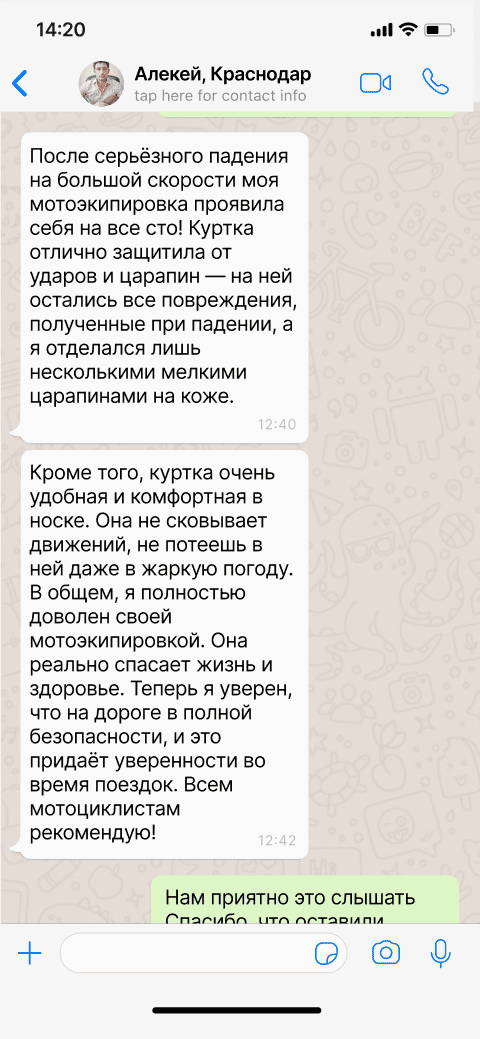 14:20
Алекей, Краснодар
tap here for contact info
После серьёзного падения
на большой скорости моя
мотоэкипировка проявила
себя на все сто! Куртка
отлично защитила от
ударов и царапин — на ней
остались все повреждения,
полученные при падении, а
я отделался лишь
несколькими мелкими
царапинами на коже.
12:40
Кроме того, куртка очень
удобная и комфортная в
носке. Она не сковывает
движений, не потеешь в
ней даже в жаркую погоду.
В общем, я полностью
доволен своей
мотоэкипировкой. Она
реально спасает жизнь и
здоровье. Теперь я уверен,
что на дороге в полной
безопасности, и это
придаёт уверенности во
время поездок. Всем
мотоциклистам
рекомендую!
12:42
Нам приятно это слышать
Спасибо, что оставили